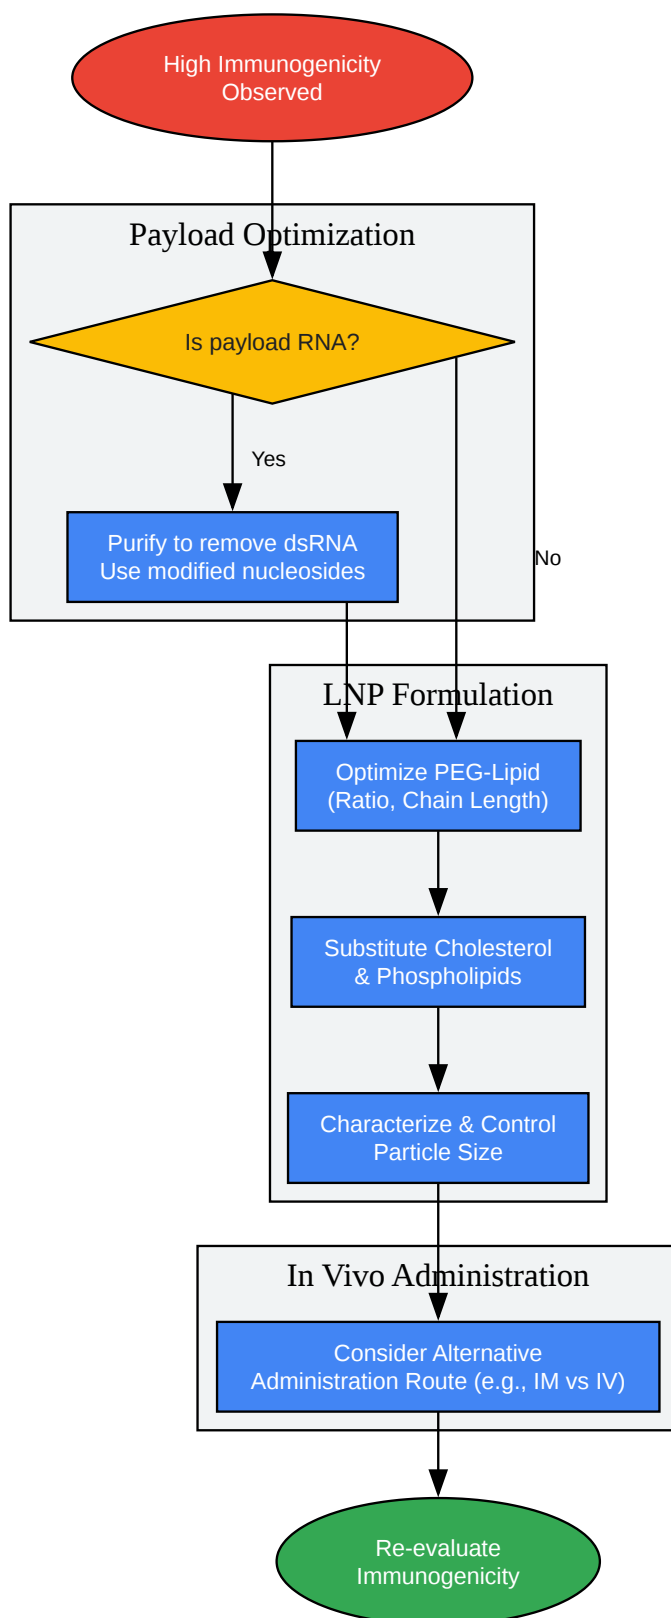 High Immunogenicity
Observed
Payload Optimization
Is payload RNA?
Yes
Purify to remove dsRNA
Use modified nucleosides
No
LNP Formulation
Optimize PEG-Lipid
(Ratio, Chain Length)
Substitute Cholesterol
& Phospholipids
Characterize & Control
Particle Size
In Vivo Administration
Consider Alternative
Administration Route (e.g., IM vs IV)
Re-evaluate
Immunogenicity